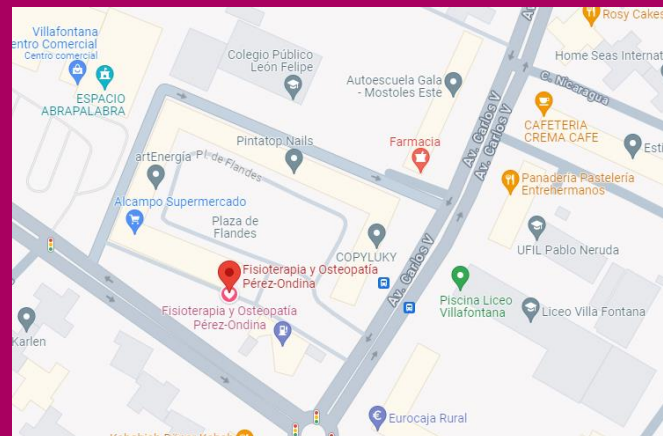 Rosy Cakes
Villafontana
entro Comercial
Centro comercial
Colegio Público
León Felipe
Home Seas Internat
Autoescuela Gala
- Mostoles Este
C. Nicaragua
ESPACIO
ABRAPALABRA
Av. Carlos V
Av. Carlos V
CAFETERIA
CREMA CAFE
Pintatop Nails
Farmacia
Esti
artEnergía
Pl. de Flandes
Panadería Pastelería
Entrehermanos
Alcampo Supermercado
Plaza de
Flandes
COPYLUKY
UFIL Pablo Neruda
Fisioterapia y Osteopatía
Pérez-Ondina
Av. Carlos V
Piscina Liceo
Villafontana
Liceo Villa Fontana
Fisioterapia y Osteopatía
Pérez-Ondina
Karlen
Eurocaja Rural